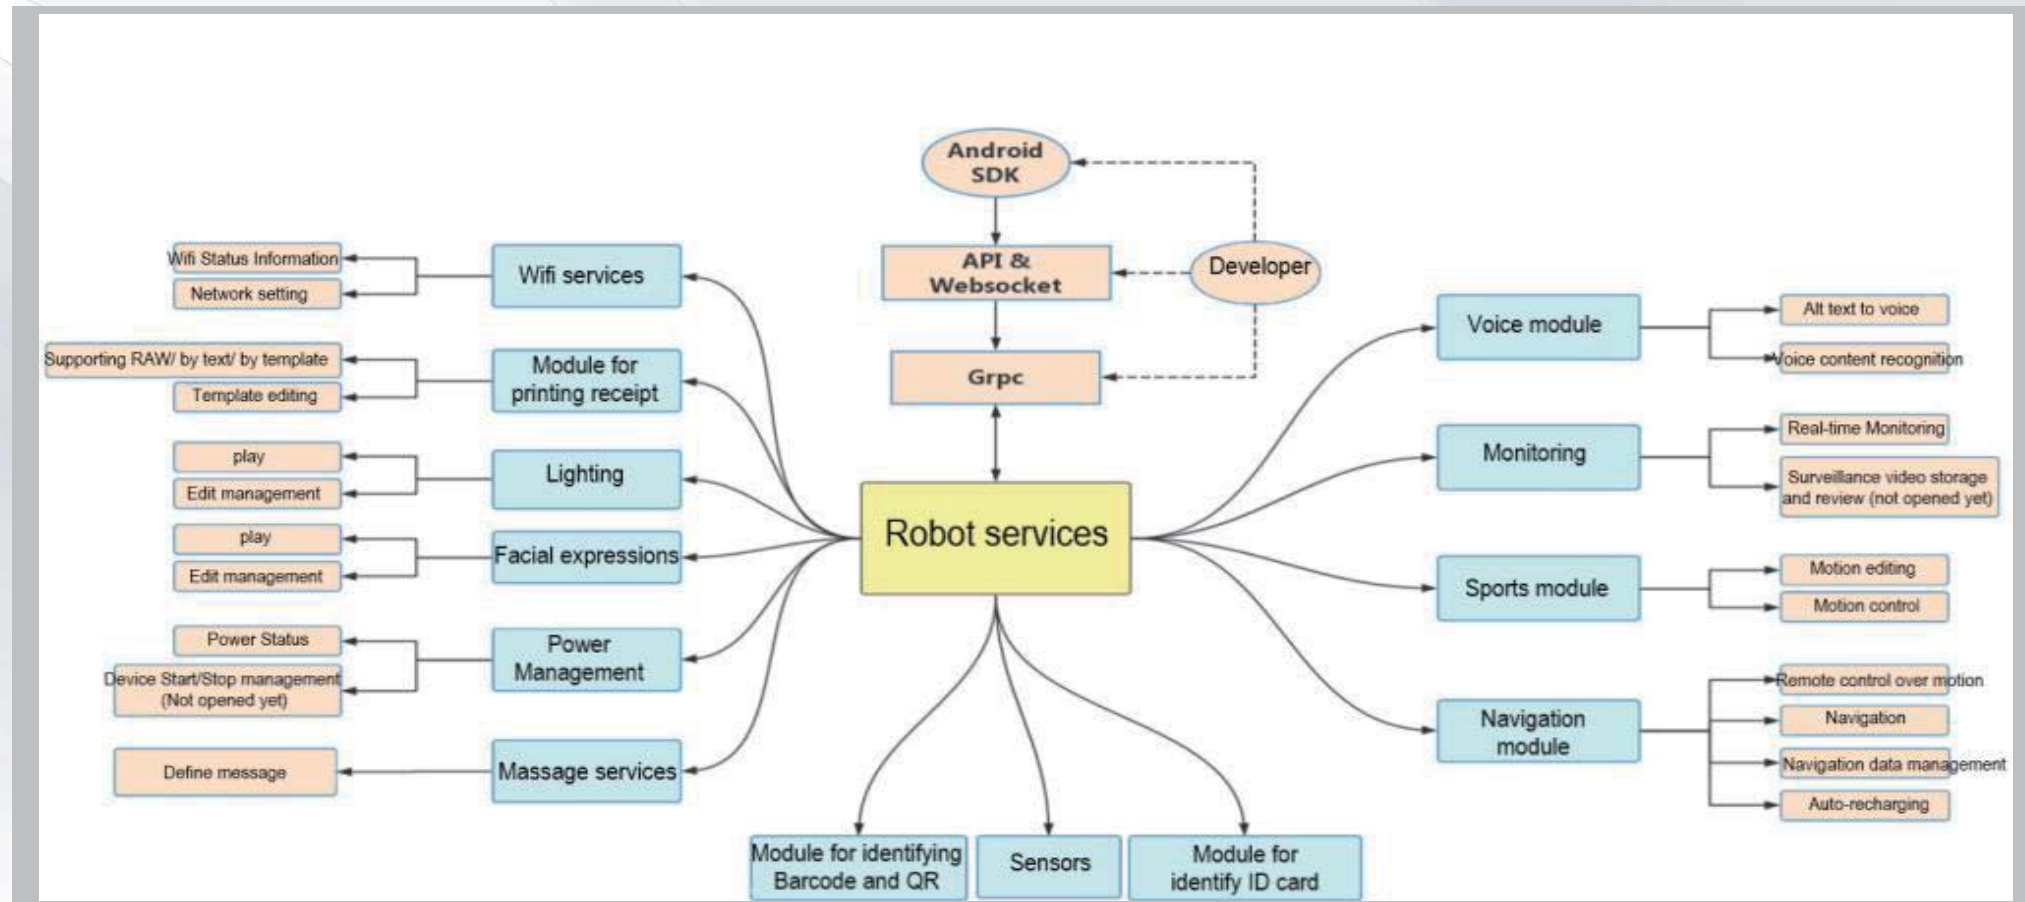 Android
SDK
API &
Websocket
Developer
Grpc
Robot services
Wifi services
Wifi Status Information
Network setting
Module for
printing receipt
Supporting RAW/ by text/ by template
Template editing
Lighting
play
Edit management
Facial expressions
play
Edit management
Power
Management
Power Status
Device Start/Stop management
(Not opened yet)
Massage services
Define message
Module for identifying
Barcode and QR
Sensors
Module for
identify ID card
Voice module
Alt text to voice
Voice content recognition
Monitoring
Real-time Monitoring
Surveillance video storage
and review (not opened yet)
Sports module
Motion editing
Motion control
Navigation
module
Remote control over motion
Navigation
Navigation data management
Auto-recharging